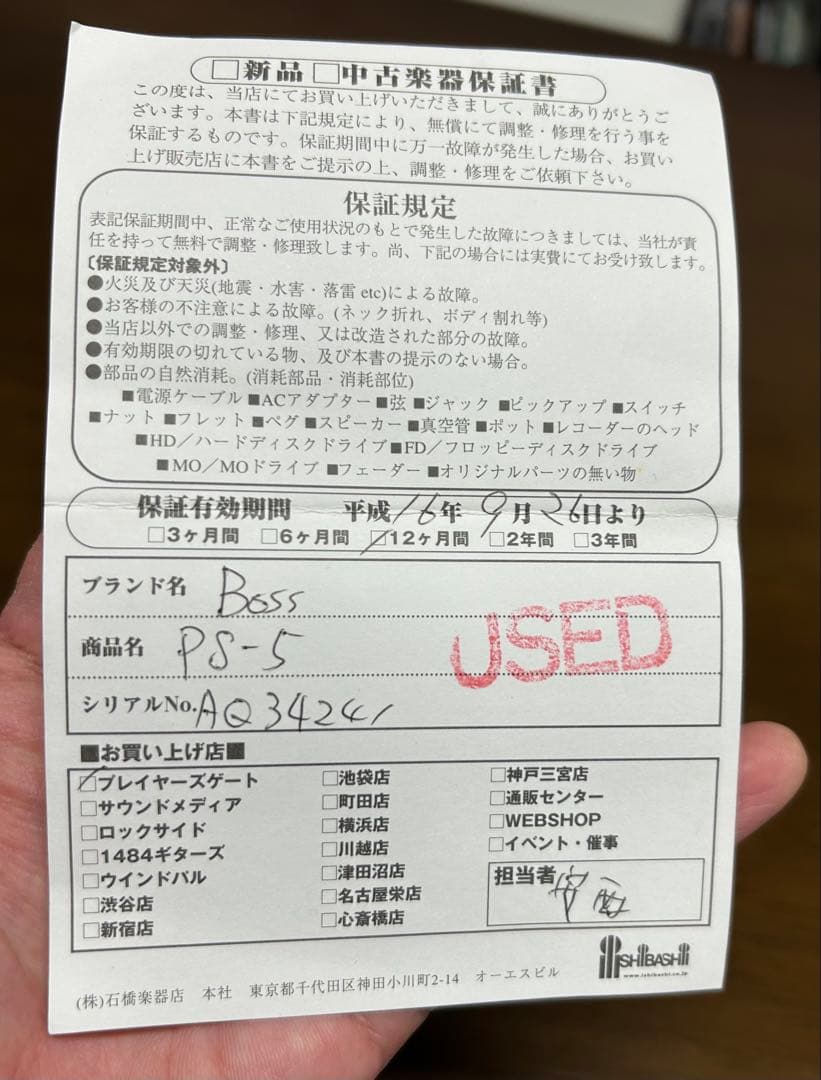 □新品 □中古楽器保証書
この度は、当店にてお買い上げいただきまして、誠にありがとうご
ざいます。本書は下記規定により、無償にて調整・修理を行う事を
保証するものです。保証期間中に万一故障が発生した場合、お買い
上げ販売店に本書をご提示の上、調整・修理をご依頼下さい。
保証規定
表記保証期間中、正常なご使用状況のもとで発生した故障につきましては、当社が責
任を持って無料で調整・修理致します。尚、下記の場合には実費にてお受け致します。
〔保証規定対象外〕
●火災及び天災(地震・水害・落雷 etc)による故障。
●お客様の不注意による故障。(ネック折れ、ボディ割れ等)
●当店以外での調整・修理、又は改造された部分の故障。
●有効期限の切れている物、及び本書の提示のない場合。
●部品の自然消耗。(消耗部品・消耗部位)
■電源ケーブル ■ACアダプター ■弦 ■ジャック ■ピックアップ ■スイッチ
■ナット ■フレット ■ペグ ■スピーカー ■真空管 ■ポット ■レコーダーのヘッド
■HD／ハードディスクドライブ ■FD／フロッピーディスクドライブ
■MO／MOドライブ ■フェーダー ■オリジナルパーツの無い物
保証有効期間 平成16年9月26日より
□3ヶ月間 □6ヶ月間 ☑12ヶ月間 □2年間 □3年間
ブランド名 Boss
商品名 PS-5
USED
シリアルNo. AQ34241
■お買い上げ店■
☑プレイヤーズゲート
□サウンドメディア
□ロックサイド
□1484ギターズ
□ウインドパル
□渋谷店
□新宿店
□池袋店
□町田店
□横浜店
□川越店
□津田沼店
□名古屋栄店
□心斎橋店
□神戸三宮店
□通販センター
□WEBSHOP
□イベント・催事
担当者
ISHIBASHI
www.ishibashi.co.jp
(株)石橋楽器店 本社 東京都千代田区神田小川町2-14 オーエスビル